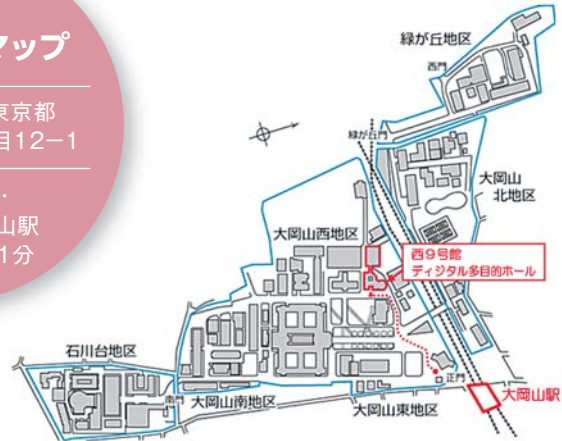 マップ
東京都
目12−1
・
山駅
1分
緑が丘地区
西門
緑が丘門
大岡山
北地区
大岡山西地区
西9号館
ディジタル多目的ホール
石川台地区
南門
大岡山南地区
大岡山東地区
正門
大岡山駅